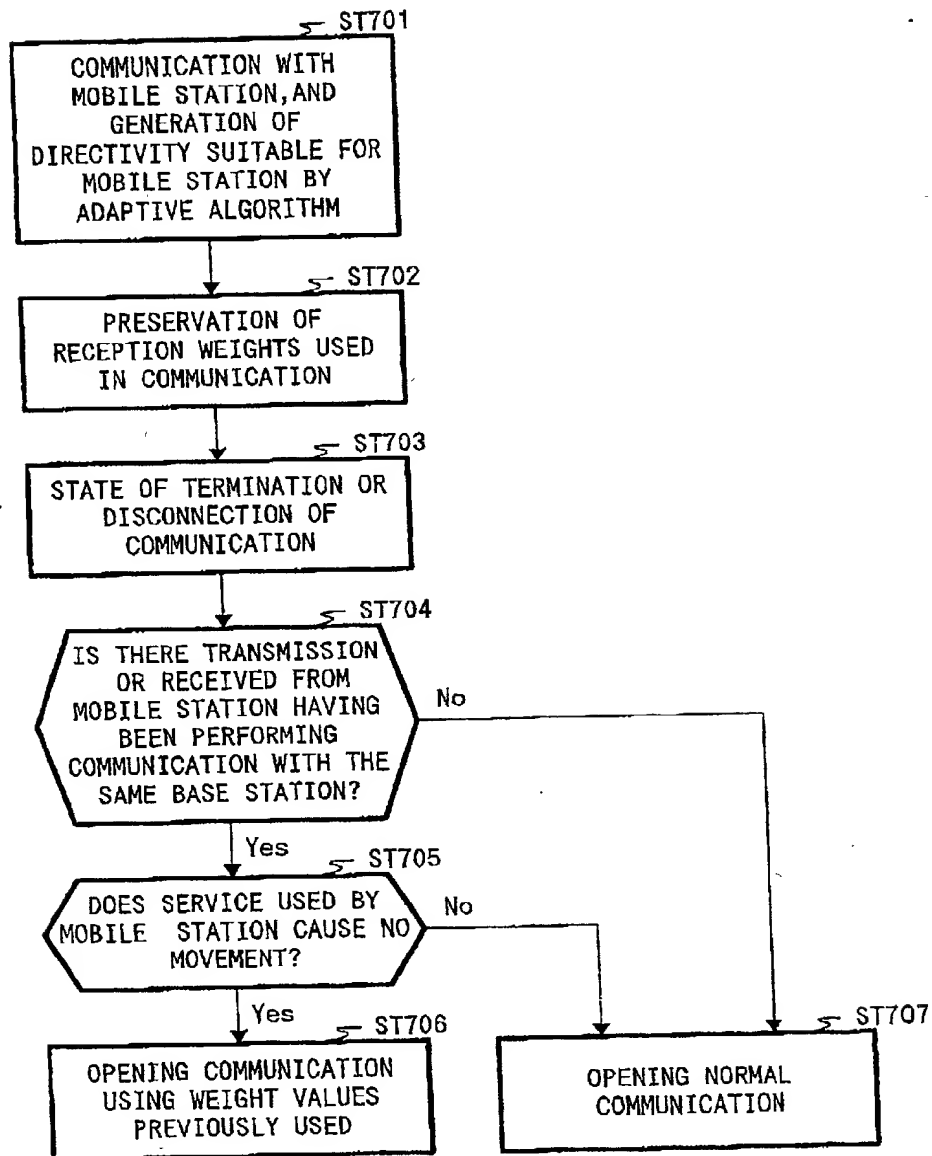 ST701
COMMUNICATION WITH
MOBILE STATION,AND
GENERATION OF
DIRECTIVITY SUITABLE FOR
MOBILE STATION BY
ADAPTIVE ALGORITHM
ST702
PRESERVATION OF
RECEPTION WEIGHTS USED
IN COMMUNICATION
ST703
STATE OF TERMINATION OR
DISCONNECTION OF
COMMUNICATION
ST704
IS THERE TRANSMISSION
OR RECEIVED FROM
MOBILE STATION HAVING
BEEN PERFORMING
COMMUNICATION WITH THE
SAME BASE STATION?
No
Yes
ST705
DOES SERVICE USED BY
MOBILE STATION CAUSE NO
MOVEMENT?
No
Yes
ST706
OPENING COMMUNICATION
USING WEIGHT VALUES
PREVIOUSLY USED
ST707
OPENING NORMAL
COMMUNICATION